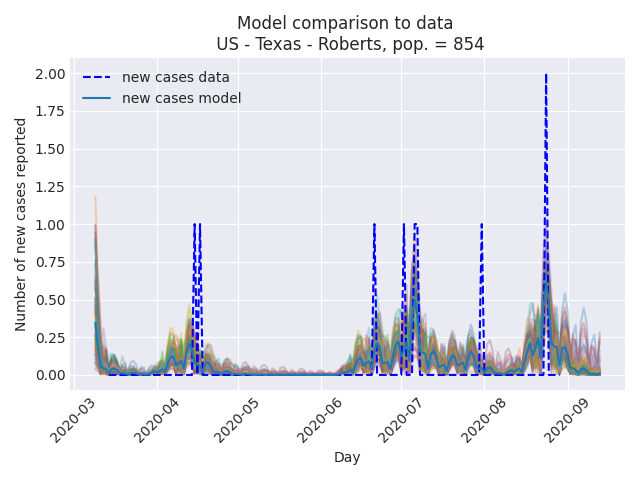 Model comparison to data
US - Texas - Roberts, pop. = 854
new cases data
new cases model
Number of new cases reported
2.00
1.75
1.50
1.25
1.00
0.75
0.50
0.25
0.00
2020-03
2020-04
2020-05
2020-06
2020-07
2020-08
2020-09
Day